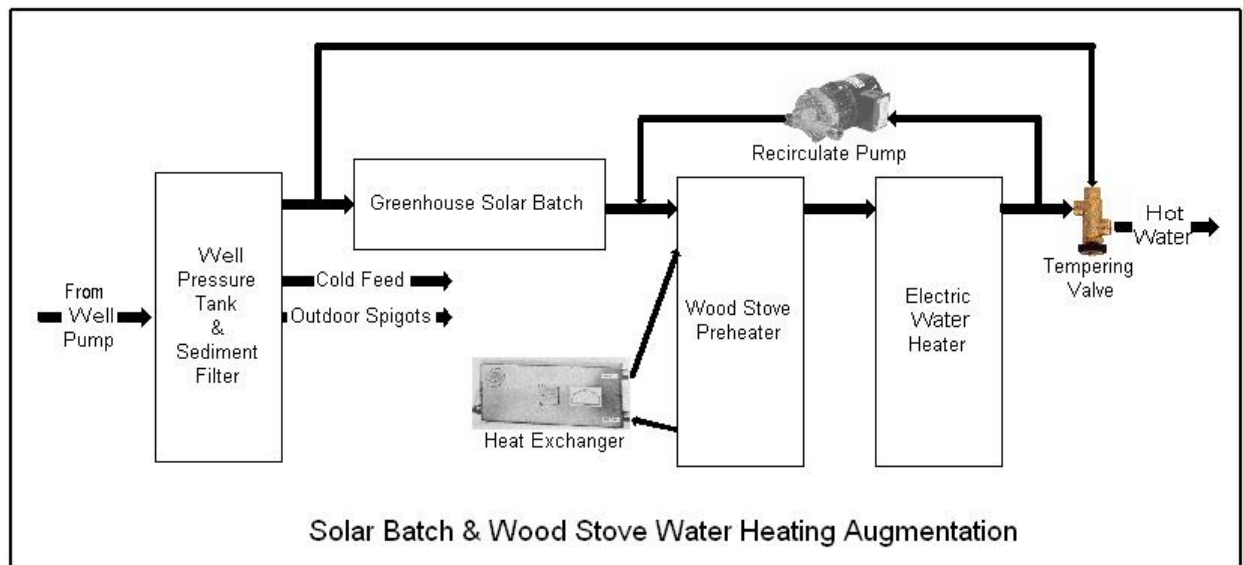 Recirculate Pump
Greenhouse Solar Batch
Hot
Water
Well
Pressure
Tank
&
Sediment
Filter
Cold Feed
Outdoor Spigots
From
Well
Pump
Tempering
Valve
Wood Stove
Preheater
Electric
Water
Heater
Heat Exchanger
Solar Batch & Wood Stove Water Heating Augmentation